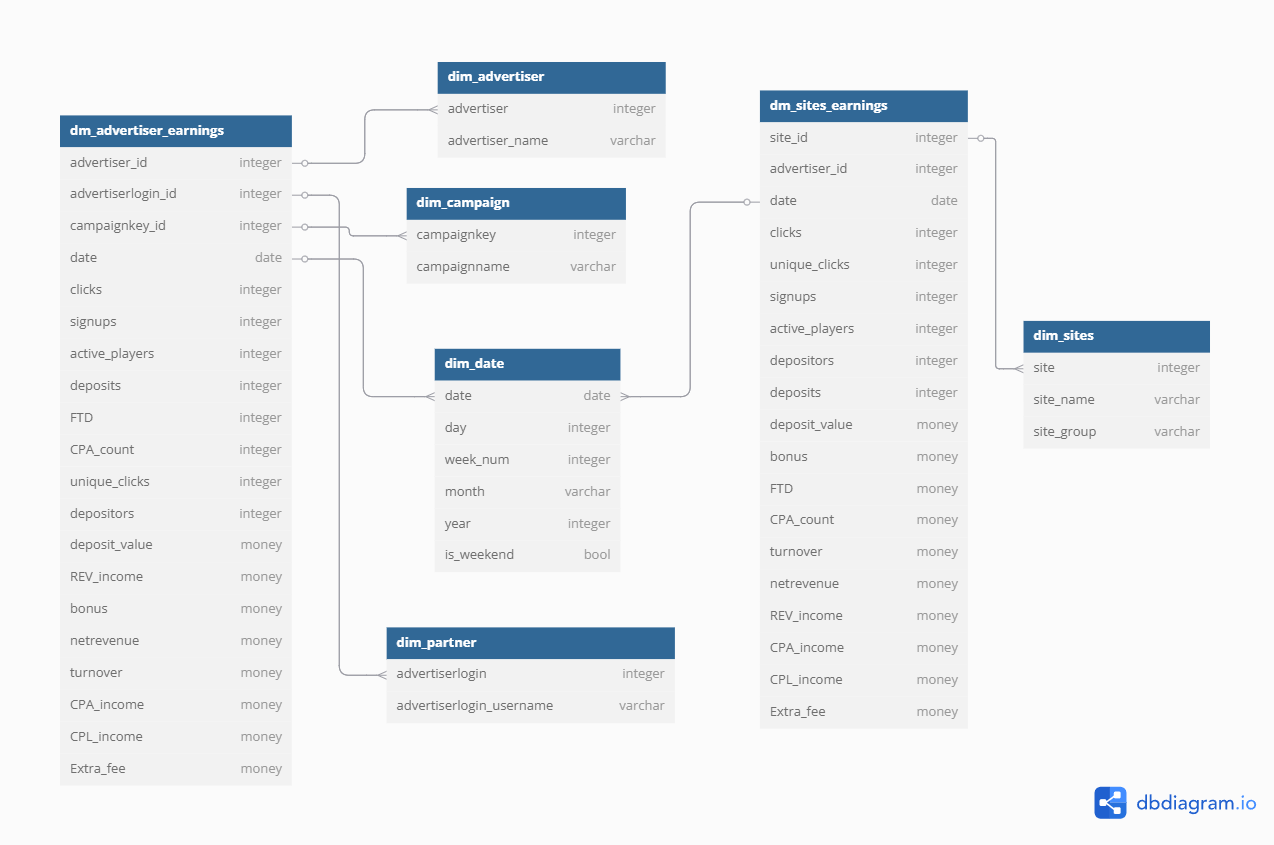 dm_advertiser_earnings
advertiser_id integer
advertiserlogin_id integer
campaignkey_id integer
date date
clicks integer
signups integer
active_players integer
deposits integer
FTD integer
CPA_count integer
unique_clicks integer
depositors integer
deposit_value money
REV_income money
bonus money
netrevenue money
turnover money
CPA_income money
CPL_income money
Extra_fee money
dim_advertiser
advertiser integer
advertiser_name varchar
dim_campaign
campaignkey integer
campaignname varchar
dim_date
date date
day integer
week_num integer
month varchar
year integer
is_weekend bool
dim_partner
advertiserlogin integer
advertiserlogin_username varchar
dm_sites_earnings
site_id integer
advertiser_id integer
date date
clicks integer
unique_clicks integer
signups integer
active_players integer
depositors integer
deposits integer
deposit_value money
bonus money
FTD money
CPA_count money
turnover money
netrevenue money
REV_income money
CPA_income money
CPL_income money
Extra_fee money
dim_sites
site integer
site_name varchar
site_group varchar
dbdiagram.io